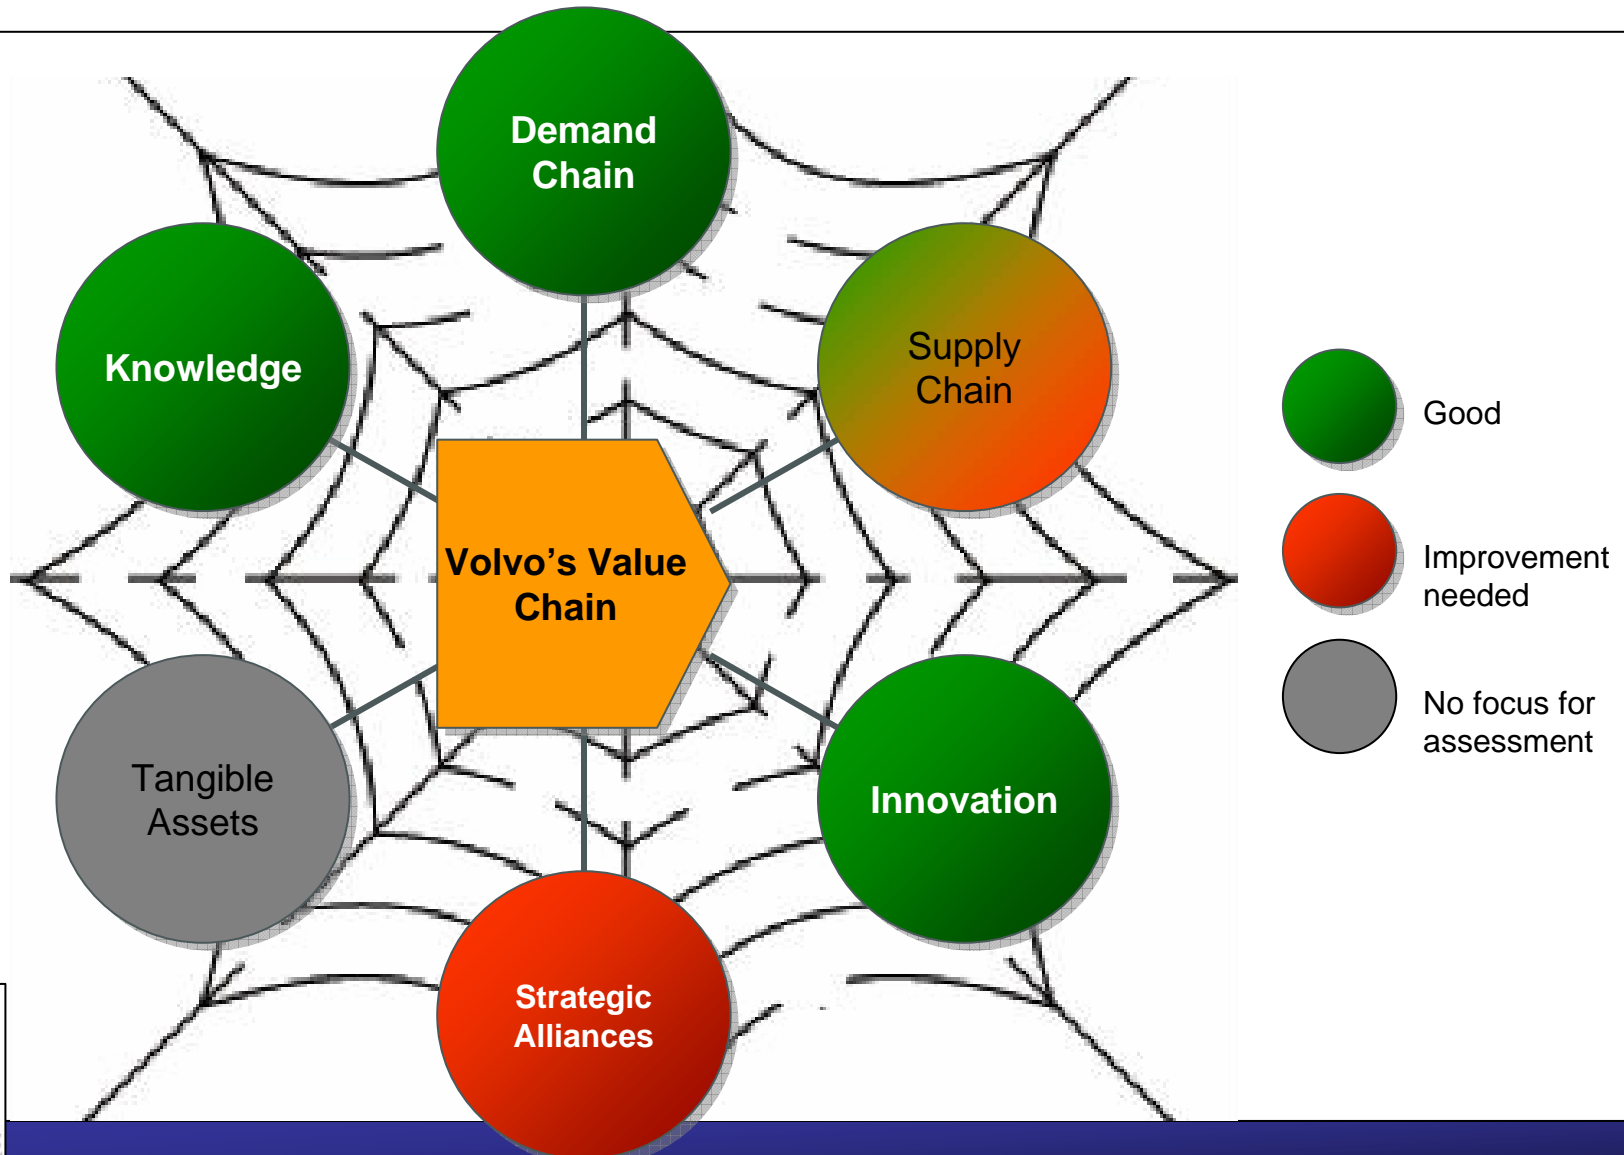 Demand
Chain
Knowledge
Supply
Chain
Volvo’s Value
Chain
Tangible
Assets
Innovation
Strategic
Alliances
Good
Improvement
needed
No focus for
assessment